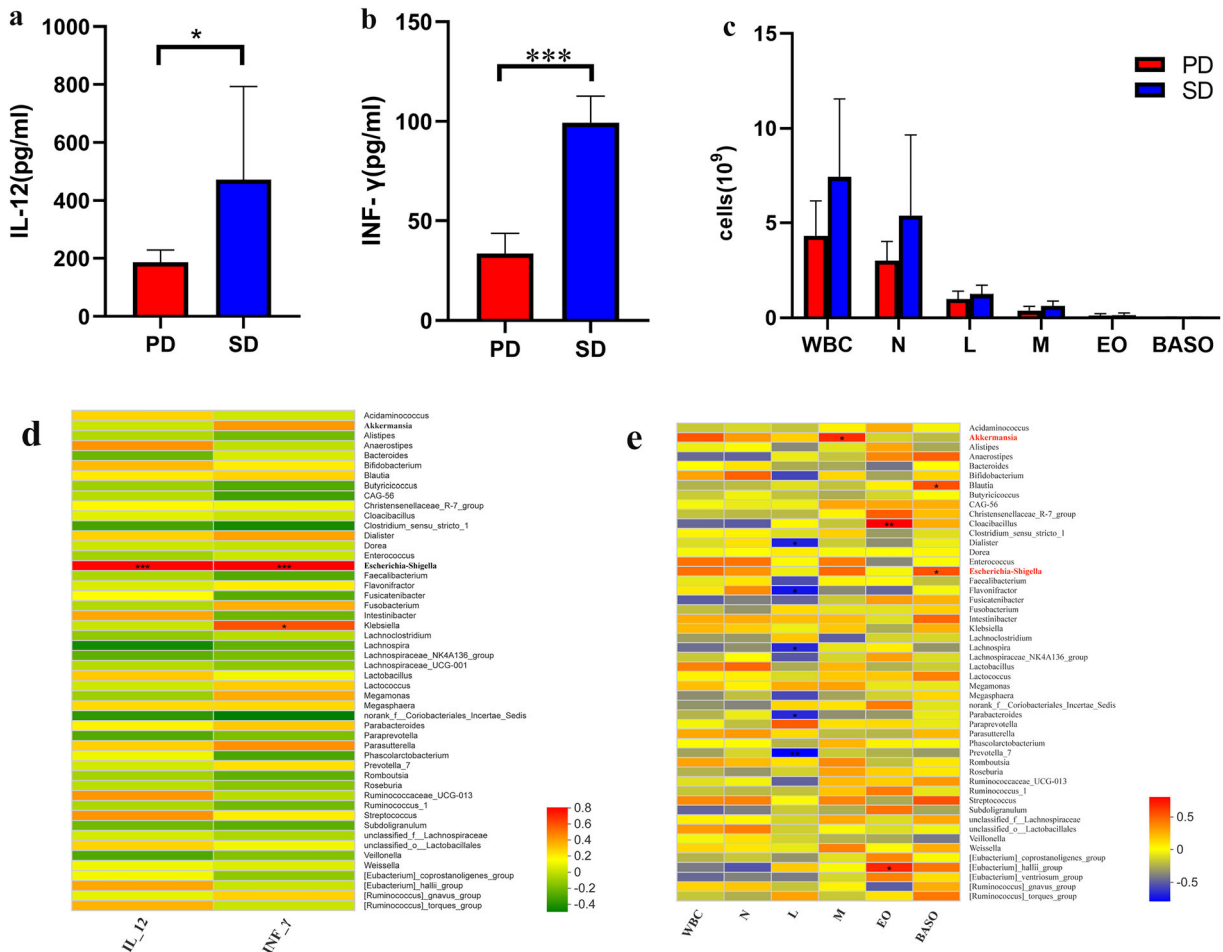 a
1000
800
600
400
200
0
IL-12(pg/ml)
*
PD
SD
b
150
100
50
0
INF- γ(pg/ml)
***
PD
SD
c
15
10
5
0
cells(10⁹)
PD
SD
WBC
N
L
M
EO
BASO
d
Acidaminococcus
Akkermansia
Alistipes
Anaerostipes
Bacteroides
Bifidobacterium
Blautia
Butyricicoccus
CAG-56
Christensenellaceae_R-7_group
Cloacibacillus
Clostridium_sensu_stricto_1
Dialister
Dorea
Enterococcus
*** *** Escherichia-Shigella
Faecalibacterium
Flavonifractor
Fusicatenibacter
Fusobacterium
Intestinibacter
* Klebsiella
Lachnoclostridium
Lachnospira
Lachnospiraceae_NK4A136_group
Lachnospiraceae_UCG-001
Lactobacillus
Lactococcus
Megamonas
Megasphaera
norank_f__Coriobacteriales_Incertae_Sedis
Parabacteroides
Paraprevotella
Parasutterella
Phascolarctobacterium
Prevotella_7
Romboutsia
Roseburia
Ruminococcaceae_UCG-013
Ruminococcus_1
Streptococcus
Subdoligranulum
unclassified_f__Lachnospiraceae
unclassified_o__Lactobacillales
Veillonella
Weissella
[Eubacterium]_coprostanoligenes_group
[Eubacterium]_hallii_group
[Ruminococcus]_gnavus_group
[Ruminococcus]_torques_group
IL_12
INF_γ
0.8
0.6
0.4
0.2
0
-0.2
-0.4
e
Acidaminococcus
* Akkermansia
Alistipes
Anaerostipes
Bacteroides
Bifidobacterium
* Blautia
Butyricicoccus
CAG-56
Christensenellaceae_R-7_group
** Cloacibacillus
Clostridium_sensu_stricto_1
* Dialister
Dorea
Enterococcus
* Escherichia-Shigella
Faecalibacterium
* Flavonifractor
Fusicatenibacter
Fusobacterium
Intestinibacter
Klebsiella
Lachnoclostridium
* Lachnospira
Lachnospiraceae_NK4A136_group
Lactobacillus
Lactococcus
Megamonas
Megasphaera
norank_f__Coriobacteriales_Incertae_Sedis
* Parabacteroides
Paraprevotella
Parasutterella
Phascolarctobacterium
** Prevotella_7
Romboutsia
Roseburia
Ruminococcaceae_UCG-013
Ruminococcus_1
Streptococcus
Subdoligranulum
unclassified_f__Lachnospiraceae
unclassified_o__Lactobacillales
Veillonella
Weissella
[Eubacterium]_coprostanoligenes_group
* [Eubacterium]_hallii_group
[Eubacterium]_ventriosum_group
[Ruminococcus]_gnavus_group
[Ruminococcus]_torques_group
WBC
N
L
M
EO
BASO
0.5
0
-0.5